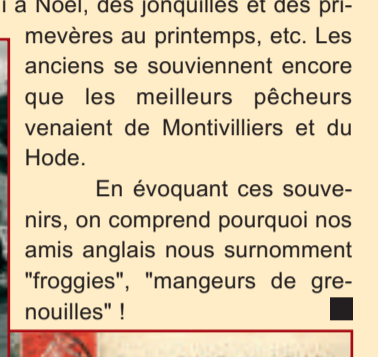 i à Noël, des jonquilles et des pri-
mevères au printemps, etc. Les
anciens se souviennent encore
que les meilleurs pêcheurs
venaient de Montivilliers et du
Hode.
En évoquant ces souve-
nirs, on comprend pourquoi nos
amis anglais nous surnomment
"froggies", "mangeurs de gre-
nouilles" !